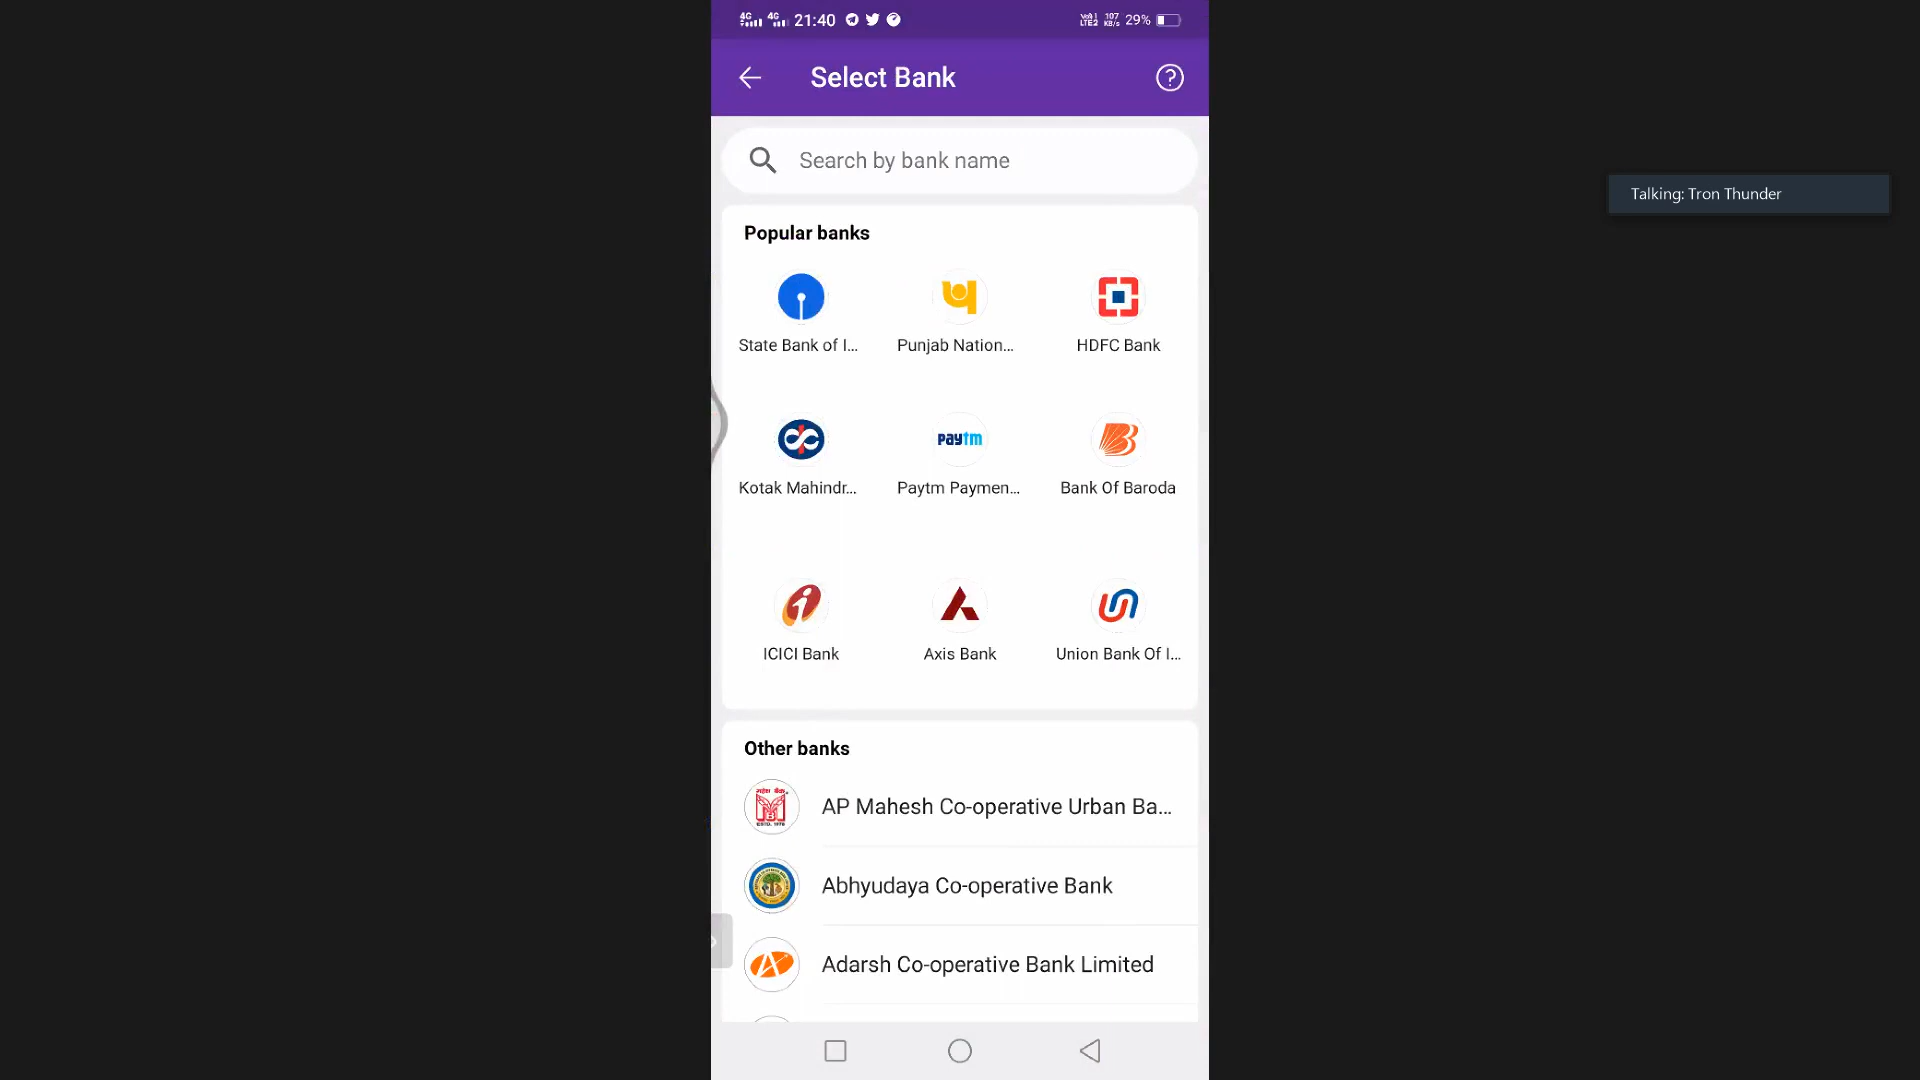 4G 4G 21:40
29%
Select Bank
Talking: Tron Thunder
Search by bank name
Popular banks
State Bank of I...
Punjab Nation...
HDFC Bank
paytm
Kotak Mahindr...
Paytm Paymen...
Bank Of Baroda
ICICI Bank
Axis Bank
Union Bank Of I...
Other banks
AP Mahesh Co-operative Urban Ba...
Abhyudaya Co-operative Bank
Adarsh Co-operative Bank Limited